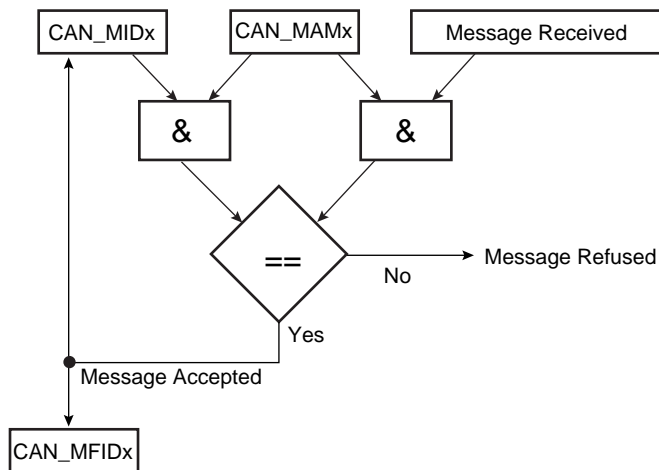 CAN_MIDx
CAN_MAMx
Message Received
&
&
==
No
Message Refused
Yes
Message Accepted
CAN_MFIDx